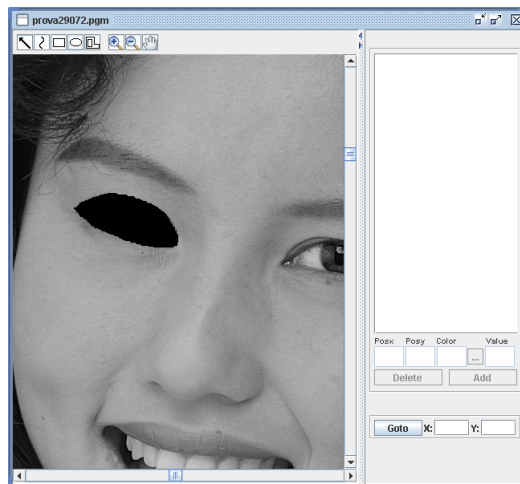 prova29072.pgm
Posx Posy Color Value
...
Delete Add
Goto X: Y: